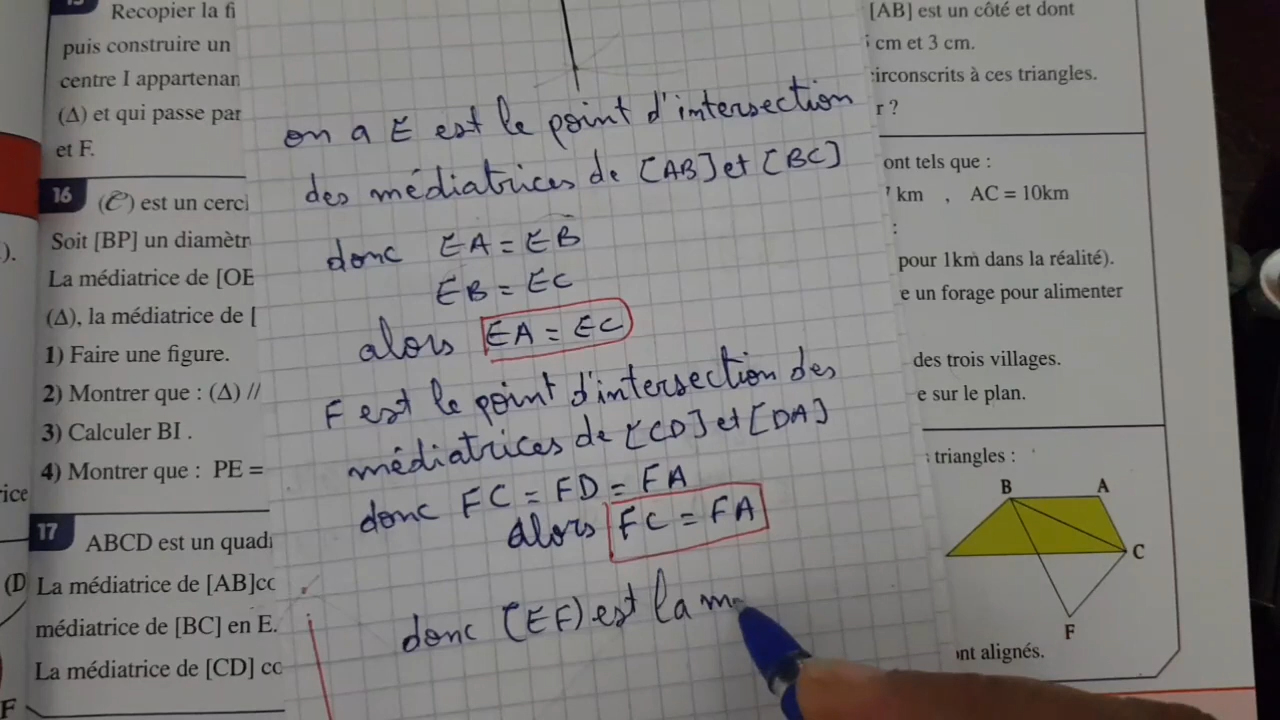 Recopier la fi
puis construire un
centre I appartenan
(Δ) et qui passe par
et F.
16
(C) est un cercl
Soit [BP] un diamètr
La médiatrice de [OE
(Δ), la médiatrice de [
1) Faire une figure.
2) Montrer que : (Δ) //
3) Calculer BI .
4) Montrer que : PE =
17
ABCD est un quadi
La médiatrice de [AB]cc
médiatrice de [BC] en E.
La médiatrice de [CD] cc
).
rice
(D
F
on a E est le point d'intersection
des médiatrices de [AB] et [BC]
donc EA = EB
EB = EC
alors EA = EC
F est le point d'intersection des
médiatrices de [CD] et [DA]
donc FC = FD = FA
alors FC = FA
donc (EF) est la m
[AB] est un côté et dont
cm et 3 cm.
circonscrits à ces triangles.
r ?
ont tels que :
km , AC = 10km
:
pour 1km dans la réalité).
e un forage pour alimenter
des trois villages.
e sur le plan.
triangles :
B
A
C
F
nt alignés.